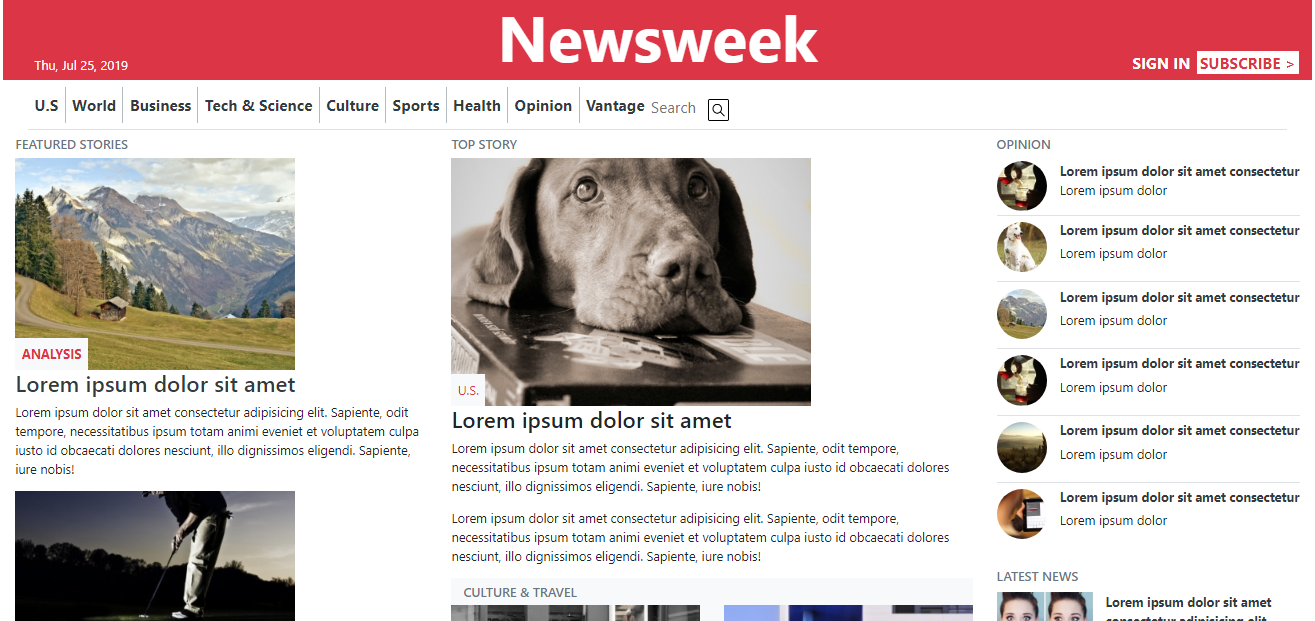 Newsweek
Thu, Jul 25, 2019
SIGN IN SUBSCRIBE >
U.S World Business Tech & Science Culture Sports Health Opinion Vantage Search
FEATURED STORIES
ANALYSIS
Lorem ipsum dolor sit amet
Lorem ipsum dolor sit amet consectetur adipisicing elit. Sapiente, odit
tempore, necessitatibus ipsum totam animi eveniet et voluptatem culpa
iusto id obcaecati dolores nesciunt, illo dignissimos eligendi. Sapiente,
iure nobis!
TOP STORY
U.S.
Lorem ipsum dolor sit amet
Lorem ipsum dolor sit amet consectetur adipisicing elit. Sapiente, odit tempore,
necessitatibus ipsum totam animi eveniet et voluptatem culpa iusto id obcaecati dolores
nesciunt, illo dignissimos eligendi. Sapiente, iure nobis!
Lorem ipsum dolor sit amet consectetur adipisicing elit. Sapiente, odit tempore,
necessitatibus ipsum totam animi eveniet et voluptatem culpa iusto id obcaecati dolores
nesciunt, illo dignissimos eligendi. Sapiente, iure nobis!
CULTURE & TRAVEL
OPINION
Lorem ipsum dolor sit amet consectetur
Lorem ipsum dolor
Lorem ipsum dolor sit amet consectetur
Lorem ipsum dolor
Lorem ipsum dolor sit amet consectetur
Lorem ipsum dolor
Lorem ipsum dolor sit amet consectetur
Lorem ipsum dolor
Lorem ipsum dolor sit amet consectetur
Lorem ipsum dolor
Lorem ipsum dolor sit amet consectetur
Lorem ipsum dolor
LATEST NEWS
Lorem ipsum dolor sit amet
consectetur adipisicing elit.